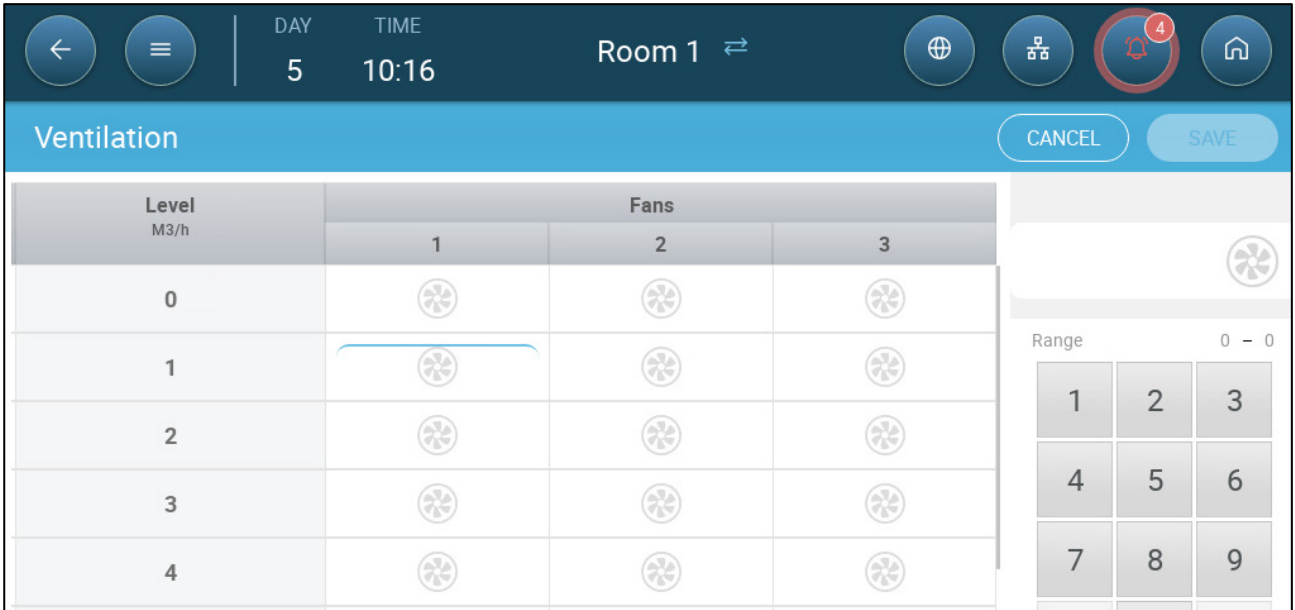 DAY TIME
5 10:16 Room 1 4
Ventilation CANCEL SAVE
Level Fans
M3/h
1 2 3
0
1
2
3
4
Range 0 – 0
1 2 3
4 5 6
7 8 9